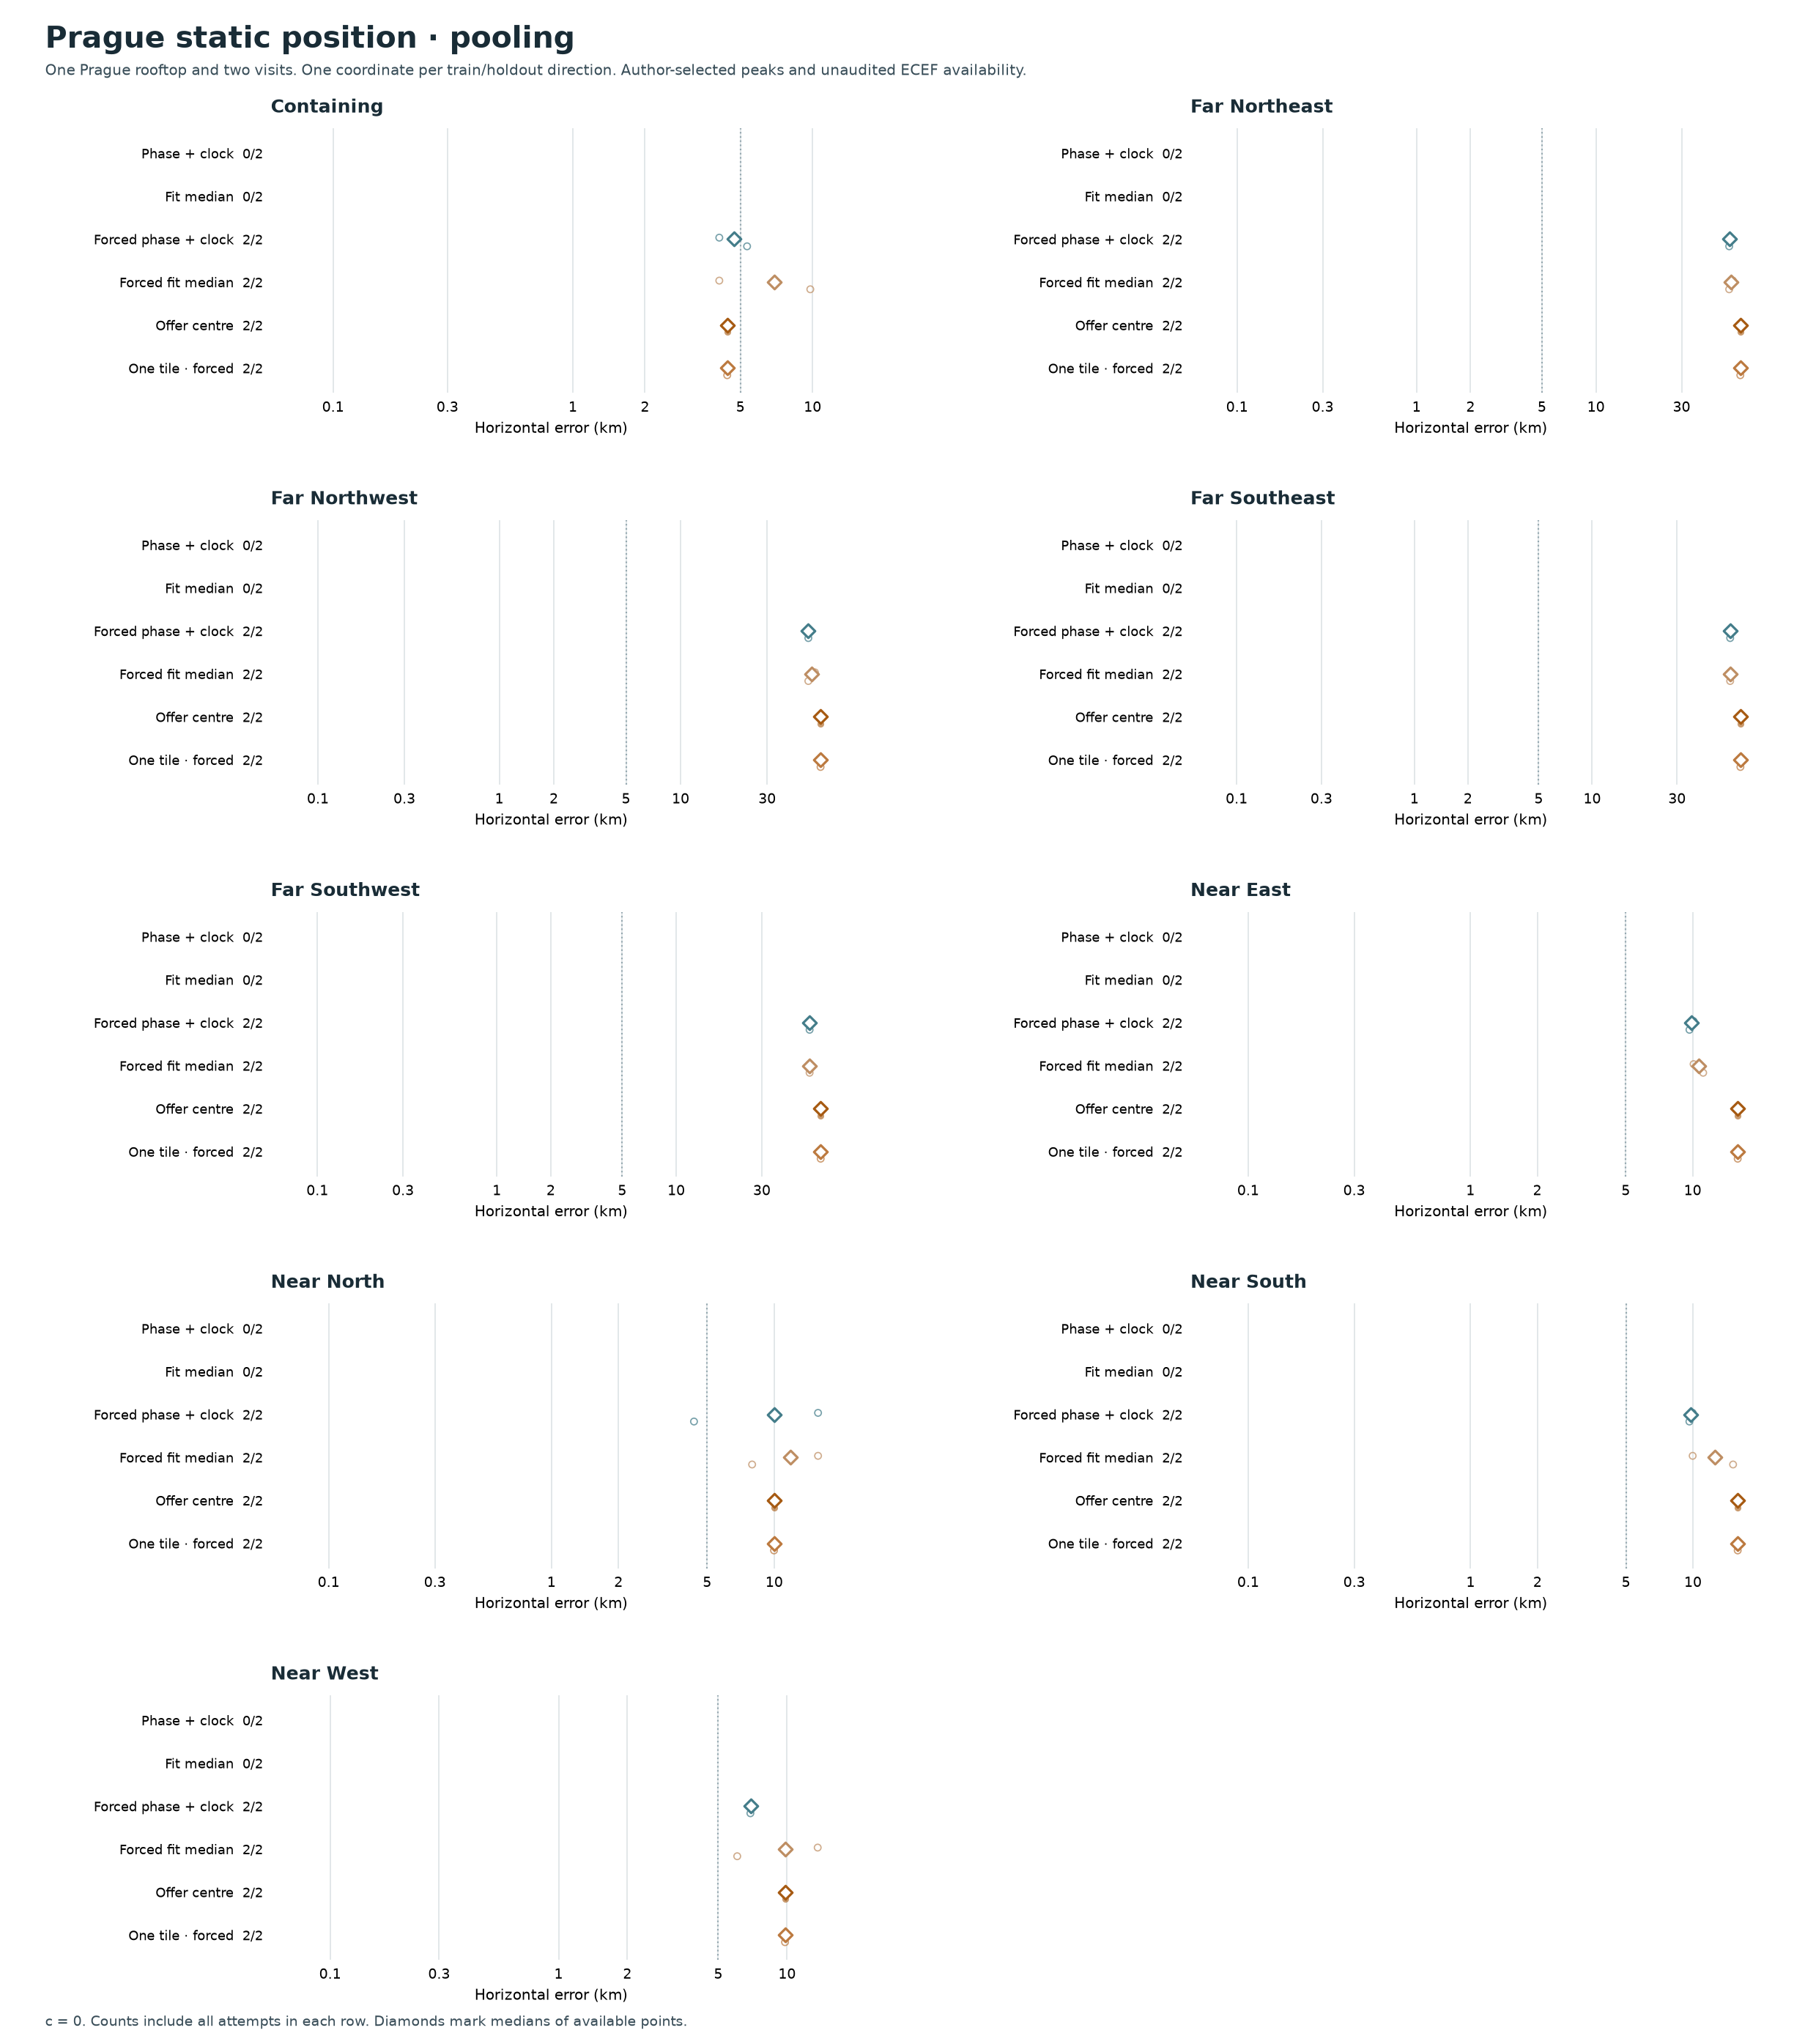 Prague static position · pooling
One Prague rooftop and two visits. One coordinate per train/holdout direction. Author-selected peaks and unaudited ECEF availability.
Containing
Phase + clock 0/2
Fit median 0/2
Forced phase + clock 2/2
Forced fit median 2/2
Offer centre 2/2
One tile · forced 2/2
0.1 0.3 1 2 5 10
Horizontal error (km)
Far Northeast
Phase + clock 0/2
Fit median 0/2
Forced phase + clock 2/2
Forced fit median 2/2
Offer centre 2/2
One tile · forced 2/2
0.1 0.3 1 2 5 10 30
Horizontal error (km)
Far Northwest
Phase + clock 0/2
Fit median 0/2
Forced phase + clock 2/2
Forced fit median 2/2
Offer centre 2/2
One tile · forced 2/2
0.1 0.3 1 2 5 10 30
Horizontal error (km)
Far Southeast
Phase + clock 0/2
Fit median 0/2
Forced phase + clock 2/2
Forced fit median 2/2
Offer centre 2/2
One tile · forced 2/2
0.1 0.3 1 2 5 10 30
Horizontal error (km)
Far Southwest
Phase + clock 0/2
Fit median 0/2
Forced phase + clock 2/2
Forced fit median 2/2
Offer centre 2/2
One tile · forced 2/2
0.1 0.3 1 2 5 10 30
Horizontal error (km)
Near East
Phase + clock 0/2
Fit median 0/2
Forced phase + clock 2/2
Forced fit median 2/2
Offer centre 2/2
One tile · forced 2/2
0.1 0.3 1 2 5 10
Horizontal error (km)
Near North
Phase + clock 0/2
Fit median 0/2
Forced phase + clock 2/2
Forced fit median 2/2
Offer centre 2/2
One tile · forced 2/2
0.1 0.3 1 2 5 10
Horizontal error (km)
Near South
Phase + clock 0/2
Fit median 0/2
Forced phase + clock 2/2
Forced fit median 2/2
Offer centre 2/2
One tile · forced 2/2
0.1 0.3 1 2 5 10
Horizontal error (km)
Near West
Phase + clock 0/2
Fit median 0/2
Forced phase + clock 2/2
Forced fit median 2/2
Offer centre 2/2
One tile · forced 2/2
0.1 0.3 1 2 5 10
Horizontal error (km)
c = 0. Counts include all attempts in each row. Diamonds mark medians of available points.